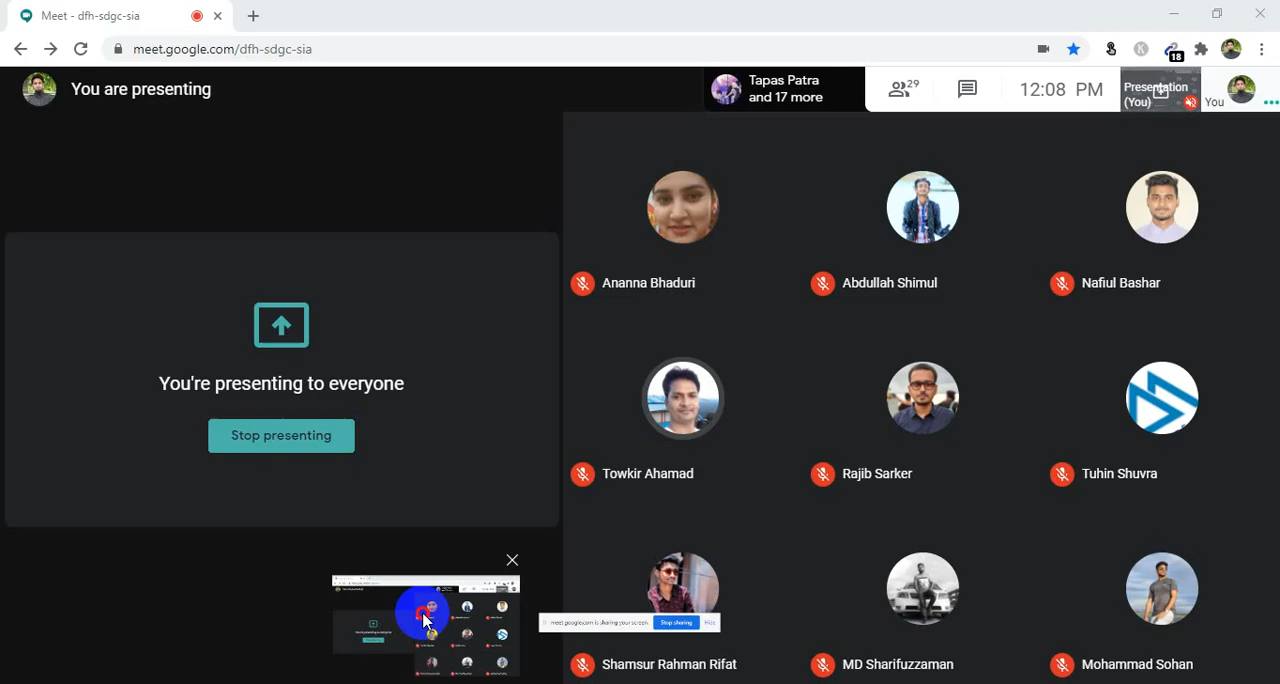 Meet - dfh-sdgc-sia
meet.google.com/dfh-sdgc-sia
K
18
You are presenting
Tapas Patra
and 17 more
29
12:08 PM
Presentation
(You)
You
You're presenting to everyone
Stop presenting
Ananna Bhaduri
Abdullah Shimul
Nafiul Bashar
Towkir Ahamad
Rajib Sarker
Tuhin Shuvra
meet.google.com is sharing your screen.
Stop sharing
Hide
Shamsur Rahman Rifat
MD Sharifuzzaman
Mohammad Sohan